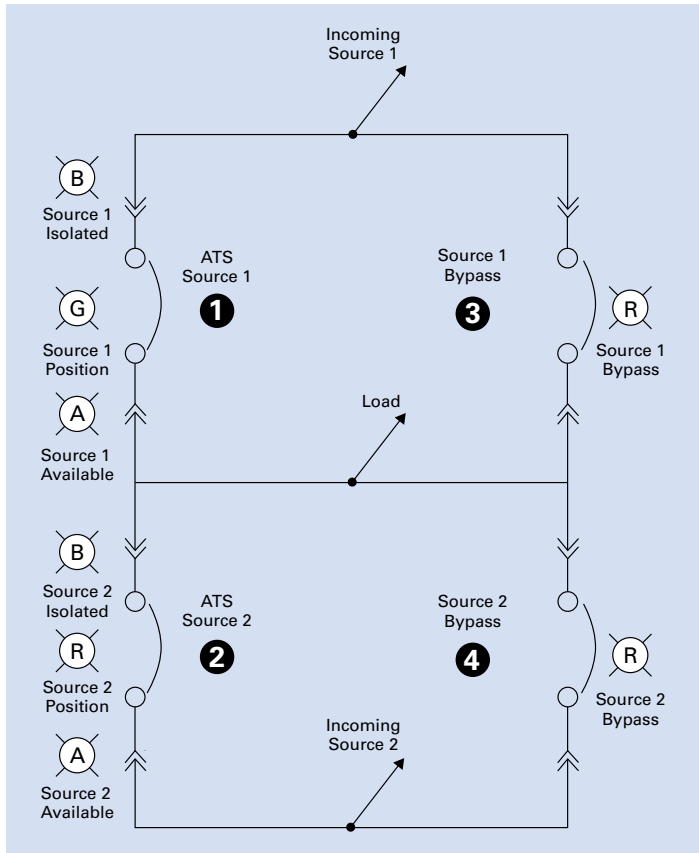 Incoming
Source 1
B
Source 1
Isolated
ATS
Source 1
1
Source 1
Bypass
3
G
Source 1
Position
R
Source 1
Bypass
A
Source 1
Available
Load
B
Source 2
Isolated
ATS
Source 2
2
Source 2
Bypass
4
R
Source 2
Position
R
Source 2
Bypass
A
Source 2
Available
Incoming
Source 2